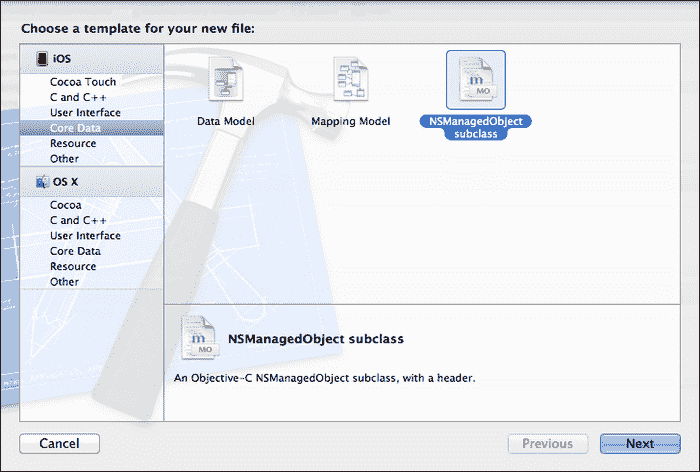 Choose a template for your new file:
iOS
Cocoa Touch
C and C++
User Interface
Core Data
Resource
Other
OS X
Cocoa
C and C++
User Interface
Core Data
Resource
Other
Data Model
Mapping Model
m
MO
NSManagedObject
subclass
m
MO
NSManagedObject subclass
An Objective-C NSManagedObject subclass, with a header.
Cancel
Previous
Next